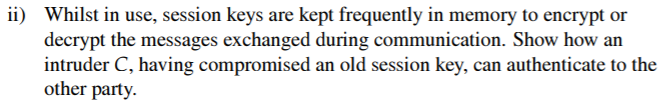 ii) Whilst in use, session keys are kept frequently in memory to encrypt or
decrypt the messages exchanged during communication. Show how an
intruder C, having compromised an old session key, can authenticate to the
other party.